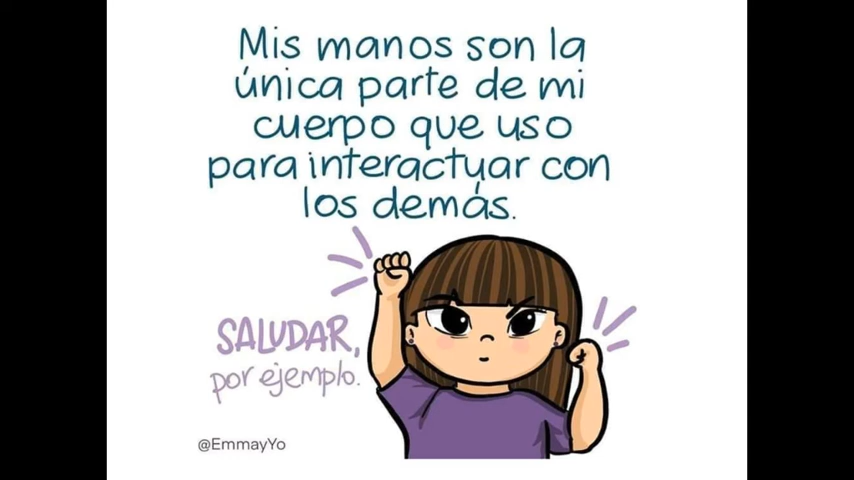 Mis manos son la
única parte de mi
cuerpo que uso
para interactuar con
los demás.
SALUDAR,
por ejemplo.
@EmmayYo